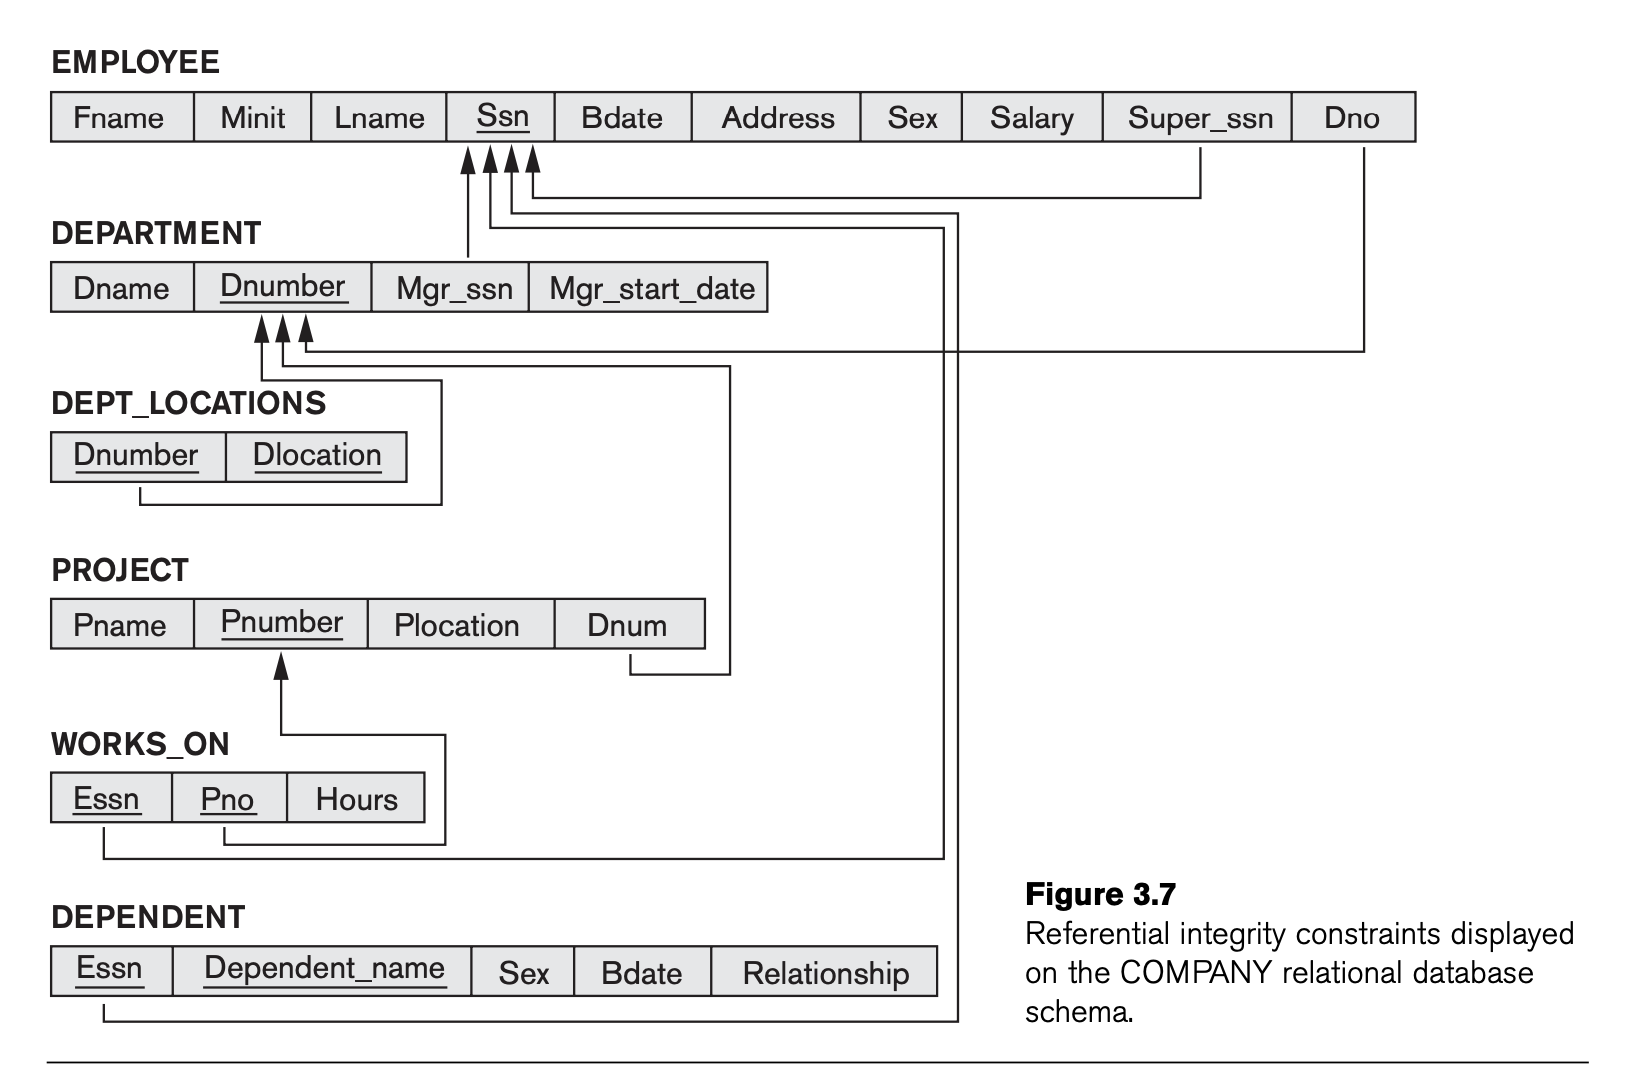 EMPLOYEE
Fname Minit Lname Ssn Bdate Address Sex Salary Super_ssn Dno
DEPARTMENT
Dname Dnumber Mgr_ssn Mgr_start_date
DEPT_LOCATIONS
Dnumber Dlocation
PROJECT
Pname Pnumber Plocation Dnum
WORKS_ON
Essn Pno Hours
DEPENDENT
Essn Dependent_name Sex Bdate Relationship
Figure 3.7
Referential integrity constraints displayed
on the COMPANY relational database
schema.